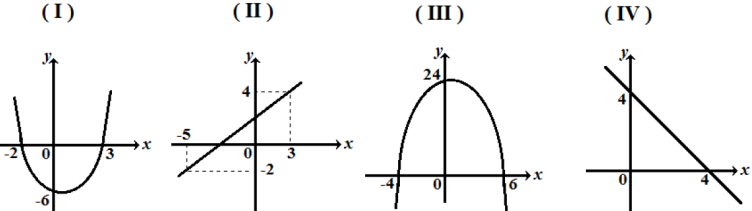 ( I ) ( II ) ( III ) ( IV )
y
-2 0 3 x
-6
y
4
-5
0 3 x
-2
y
24
-4 0 6 x
y
4
0 4 x